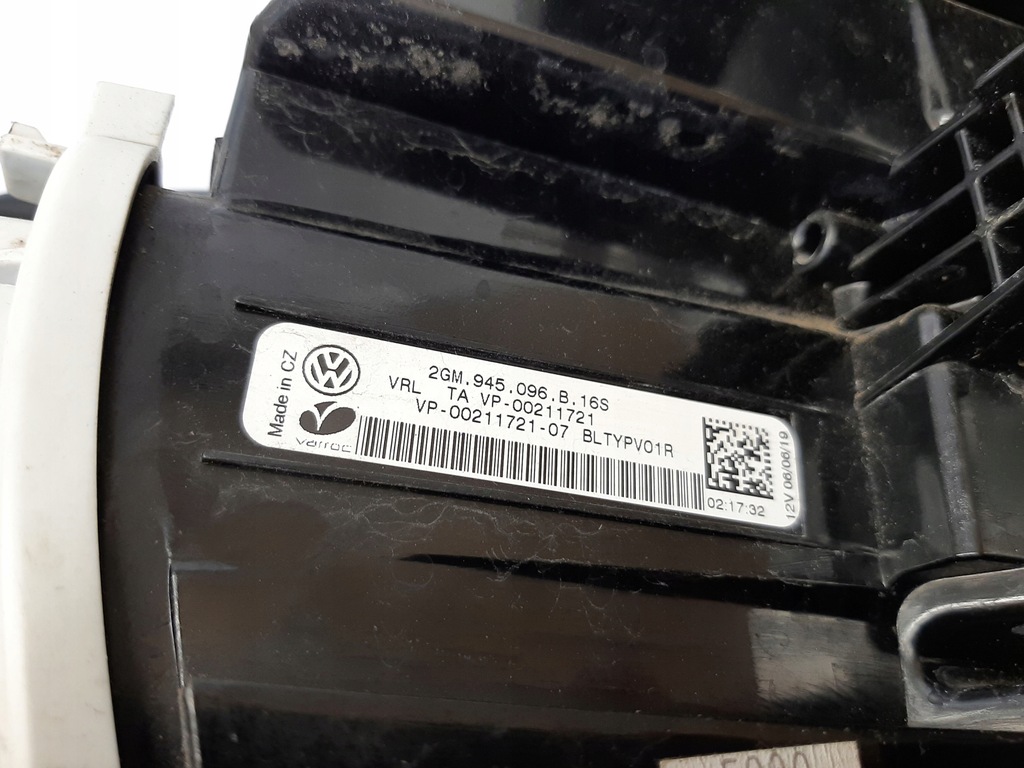 Made in CZ
2GM.945.096.B.16S
VRL TA VP-00211721
VP-00211721-07 BLTYPV01R
varroc
02:17:32
12V 06/06/19